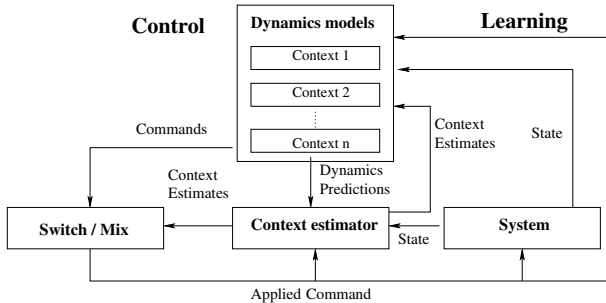 Control
Dynamics models
Learning
Context 1
Context 2
Context n
Commands
Context
Estimates
State
Context
Estimates
Dynamics
Predictions
Switch / Mix
Context estimator
State
System
Applied Command